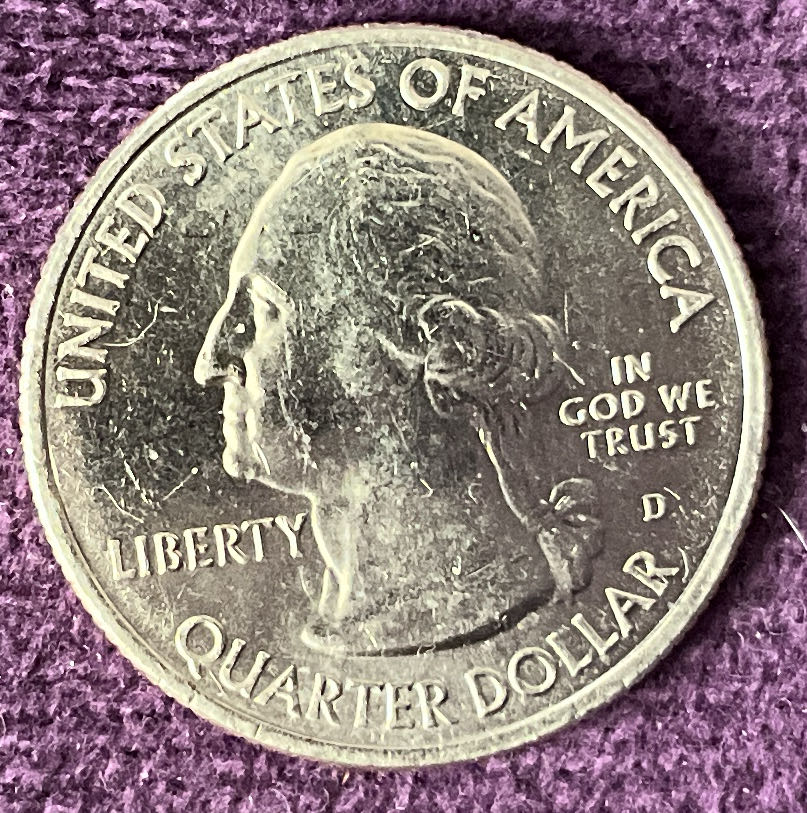 UNITED STATES OF AMERICA
IN
GOD WE
TRUST
D
LIBERTY
QUARTER DOLLAR